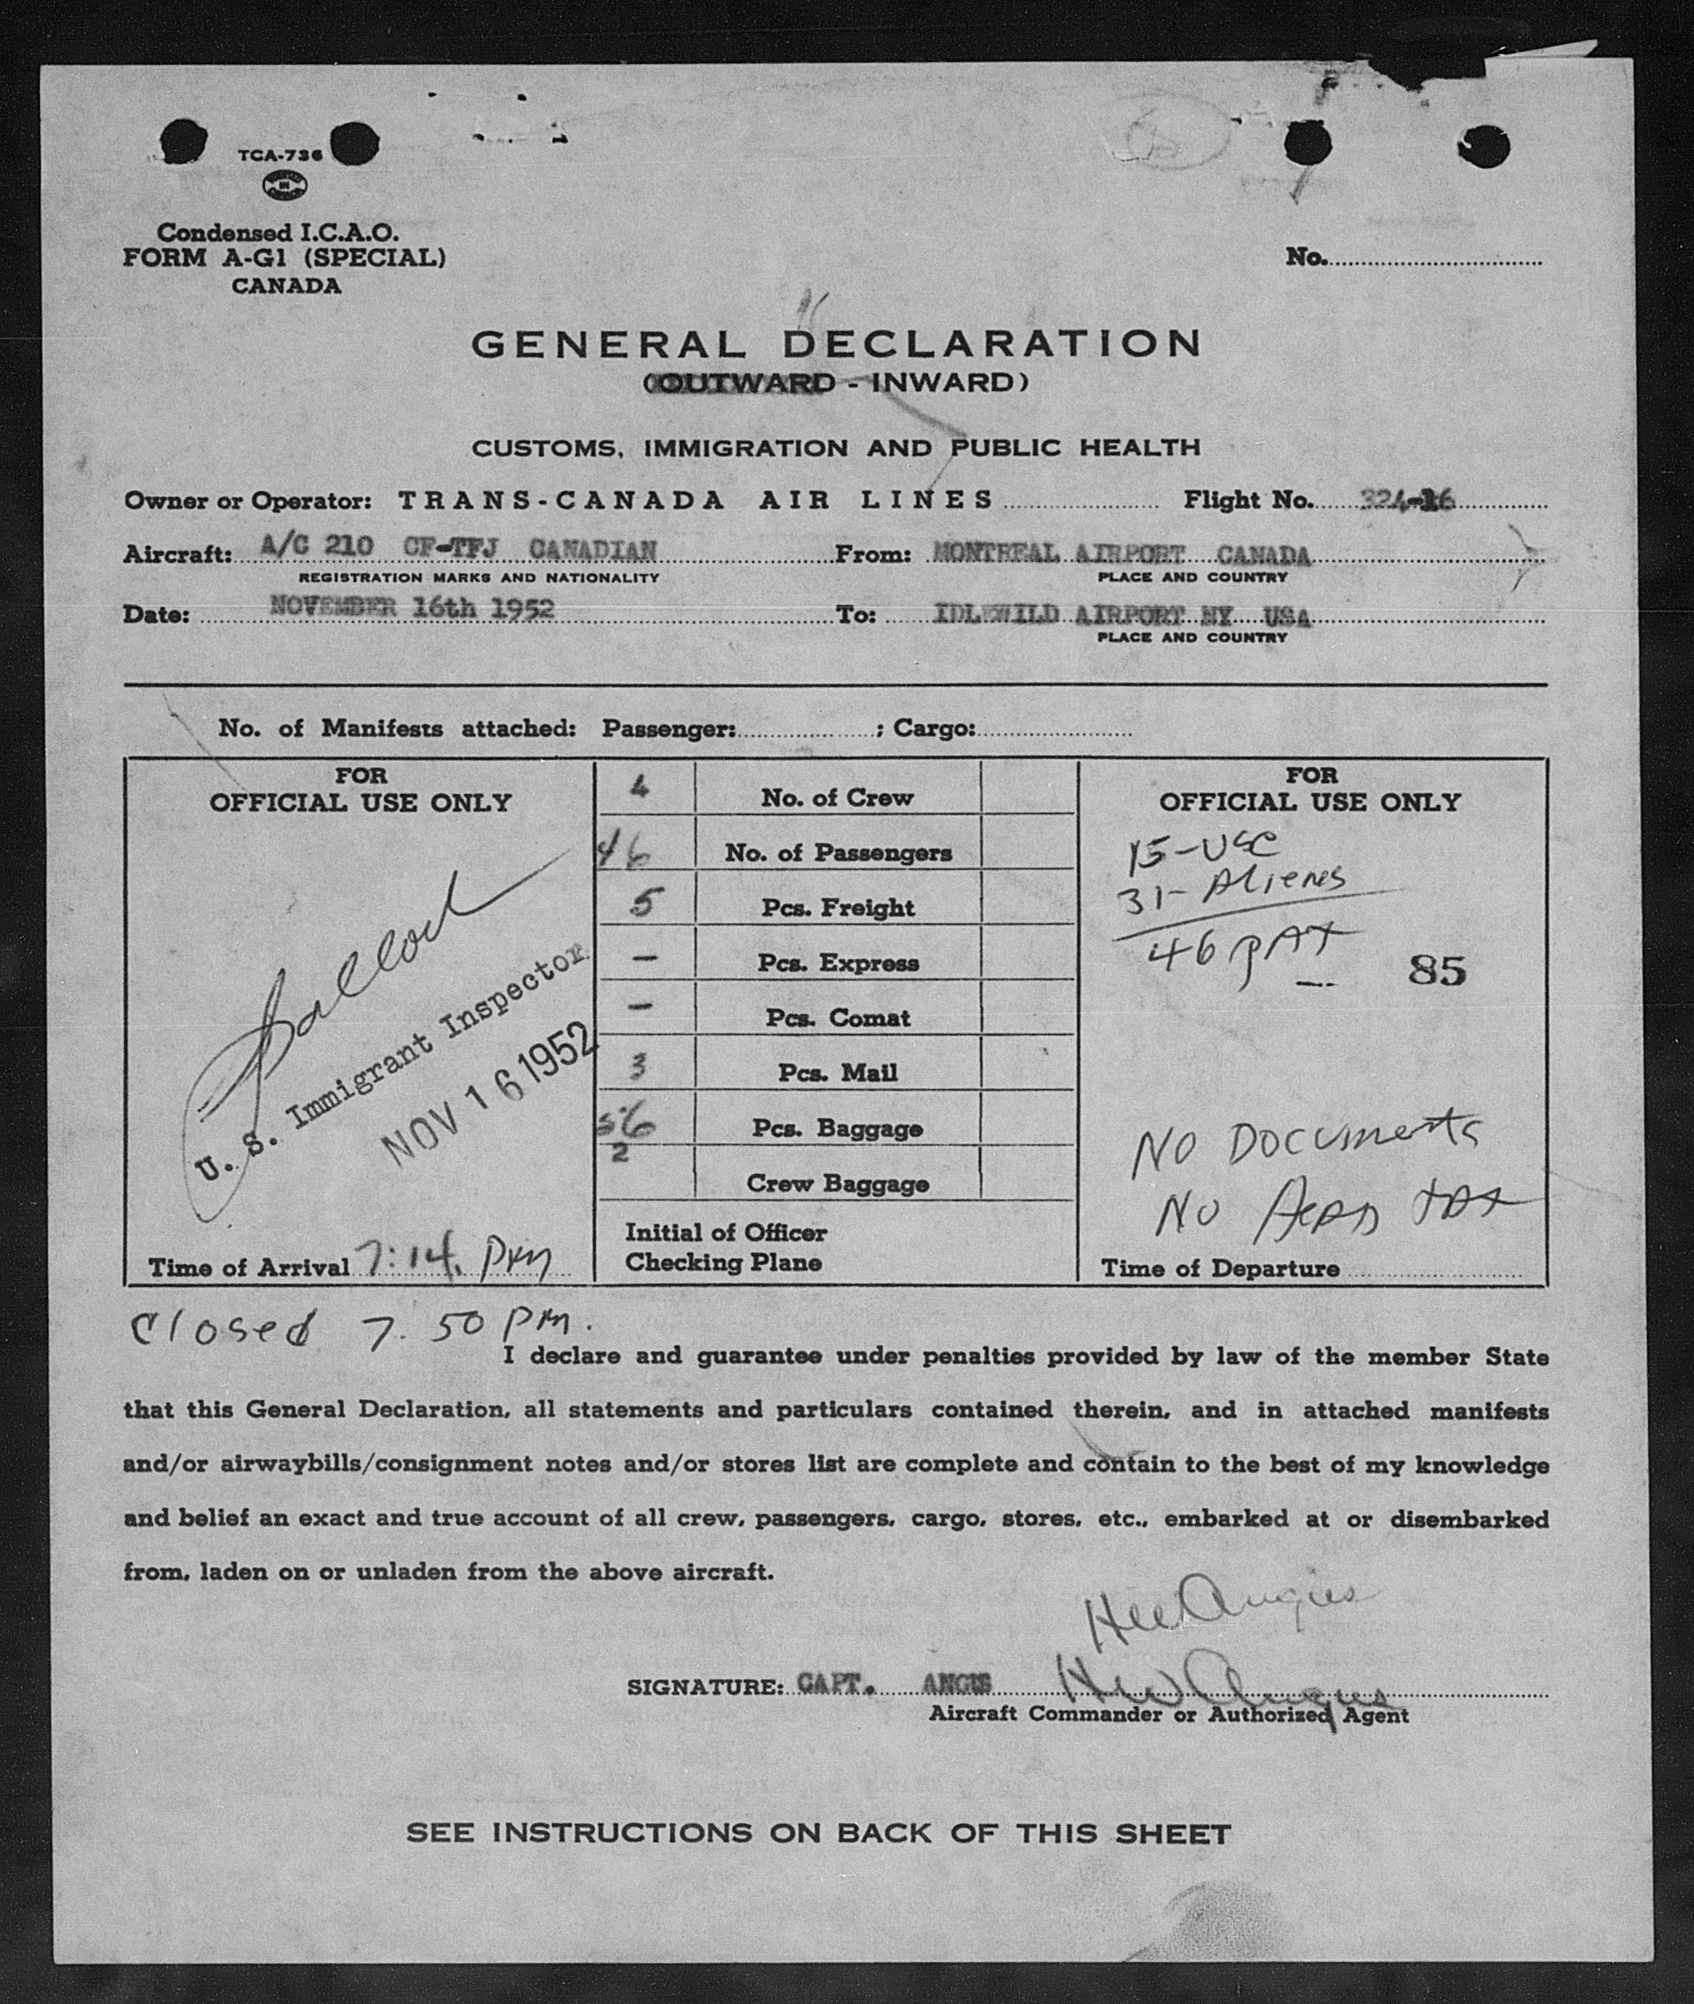 TCA-736
Condensed I.C.A.O.
FORM A-G1 (SPECIAL)
CANADA
No.
GENERAL DECLARATION
(OUTWARD - INWARD)
CUSTOMS, IMMIGRATION AND PUBLIC HEALTH
Owner or Operator: TRANS-CANADA AIR LINES Flight No. 324-16
Aircraft: A/C 210 CF-TFJ CANADIAN From: MONTREAL AIRPORT CANADA
REGISTRATION MARKS AND NATIONALITY PLACE AND COUNTRY
Date: NOVEMBER 16th 1952 To: IDLEWILD AIRPORT NY USA
PLACE AND COUNTRY
No. of Manifests attached: Passenger: ; Cargo:
FOR
OFFICIAL USE ONLY
U. S. Immigrant Inspector
NOV 16 1952
Time of Arrival 7:14. PM
4 No. of Crew
46 No. of Passengers
5 Pcs. Freight
— Pcs. Express
— Pcs. Comat
3 Pcs. Mail
56 Pcs. Baggage
2 Crew Baggage
Initial of Officer
Checking Plane
FOR
OFFICIAL USE ONLY
15-USC
31-Alienes
46 PAX
85
No Documents
No Head tax
Time of Departure
Closed 7.50 PM.
I declare and guarantee under penalties provided by law of the member State
that this General Declaration, all statements and particulars contained therein, and in attached manifests
and/or airwaybills/consignment notes and/or stores list are complete and contain to the best of my knowledge
and belief an exact and true account of all crew, passengers, cargo, stores, etc., embarked at or disembarked
from, laden on or unladen from the above aircraft.
HW Angus
SIGNATURE: CAPT. ANGUS HW Angus
Aircraft Commander or Authorized Agent
SEE INSTRUCTIONS ON BACK OF THIS SHEET